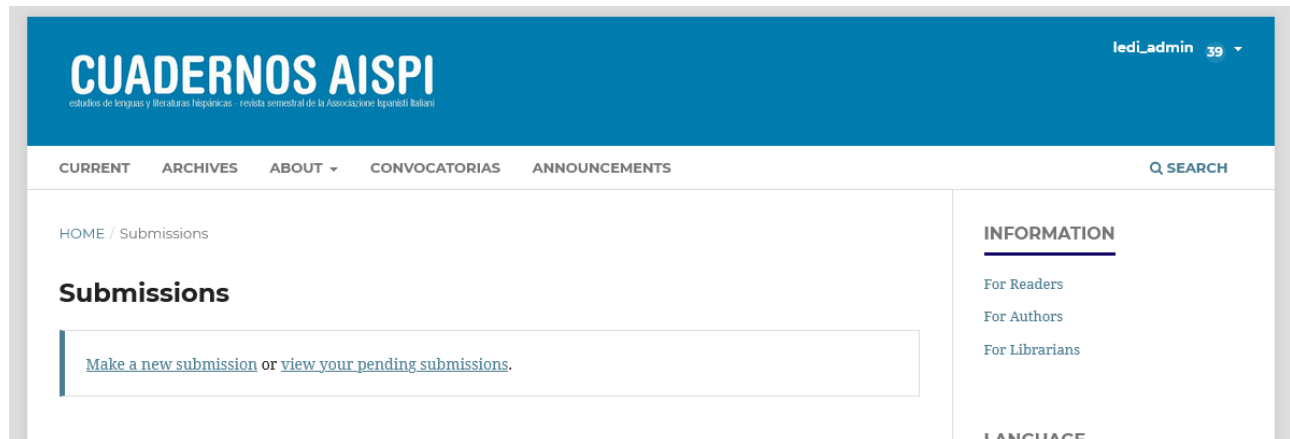 ledi_admin 39
CUADERNOS AISPI
estudios de lenguas y literaturas hispánicas - revista semestral de la Associazione Ispanisti Italiani
CURRENT ARCHIVES ABOUT CONVOCATORIAS ANNOUNCEMENTS SEARCH
HOME / Submissions
Submissions
Make a new submission or view your pending submissions.
INFORMATION
For Readers
For Authors
For Librarians
LANGUAGE